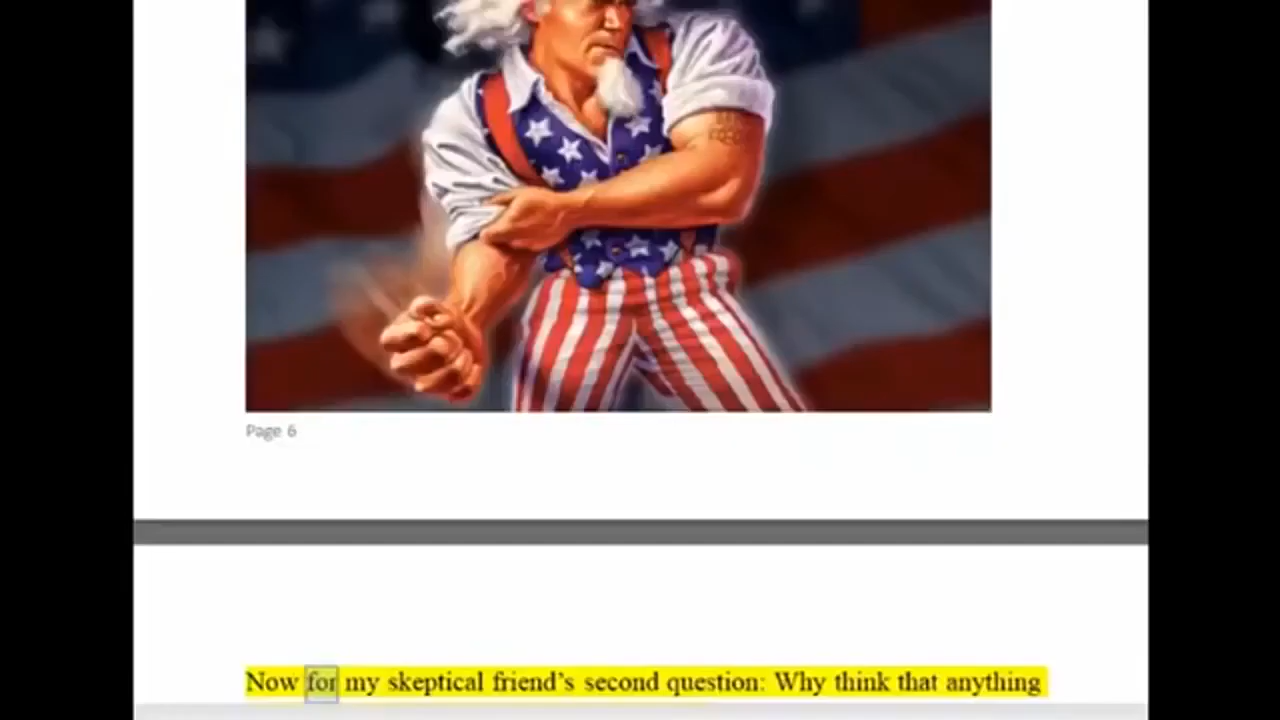 Page 6
Now for my skeptical friend’s second question: Why think that anything